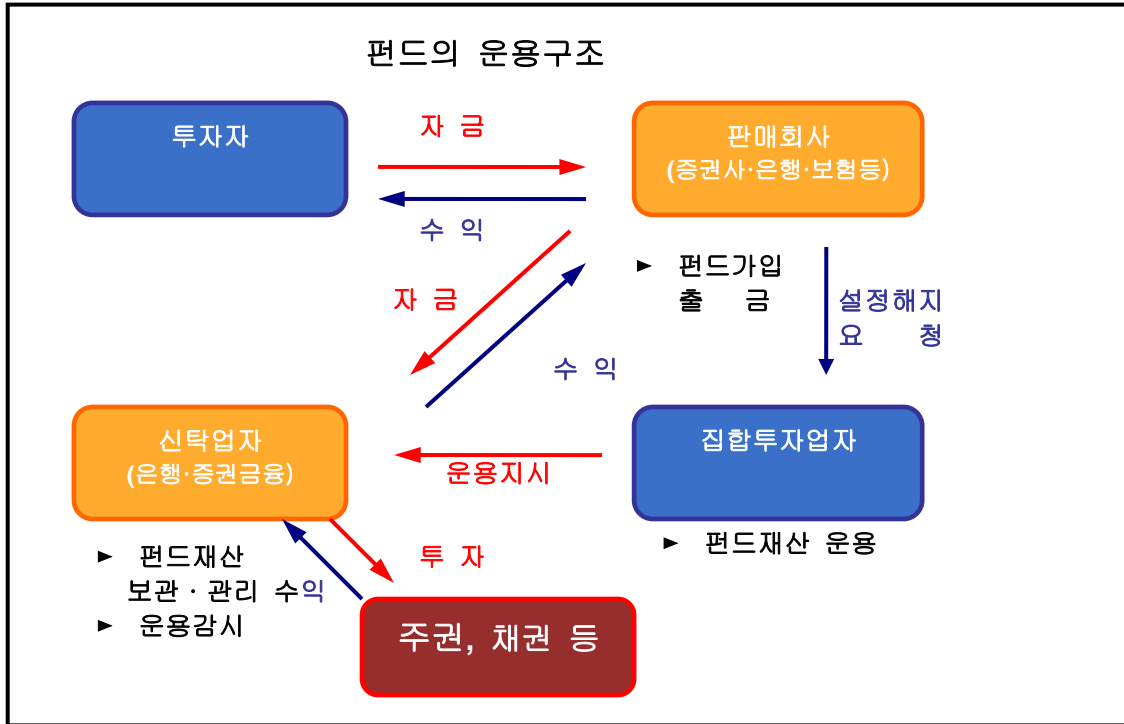 펀드의 운용구조
투자자
자 금
판매회사
(증권사·은행·보험등)
수 익
► 펀드가입
출 금
자 금
설정해지
요 청
수 익
신탁업자
(은행·증권금융)
운용지시
집합투자업자
► 펀드재산 운용
► 펀드재산
보관 · 관리 수익
► 운용감시
투 자
주권, 채권 등